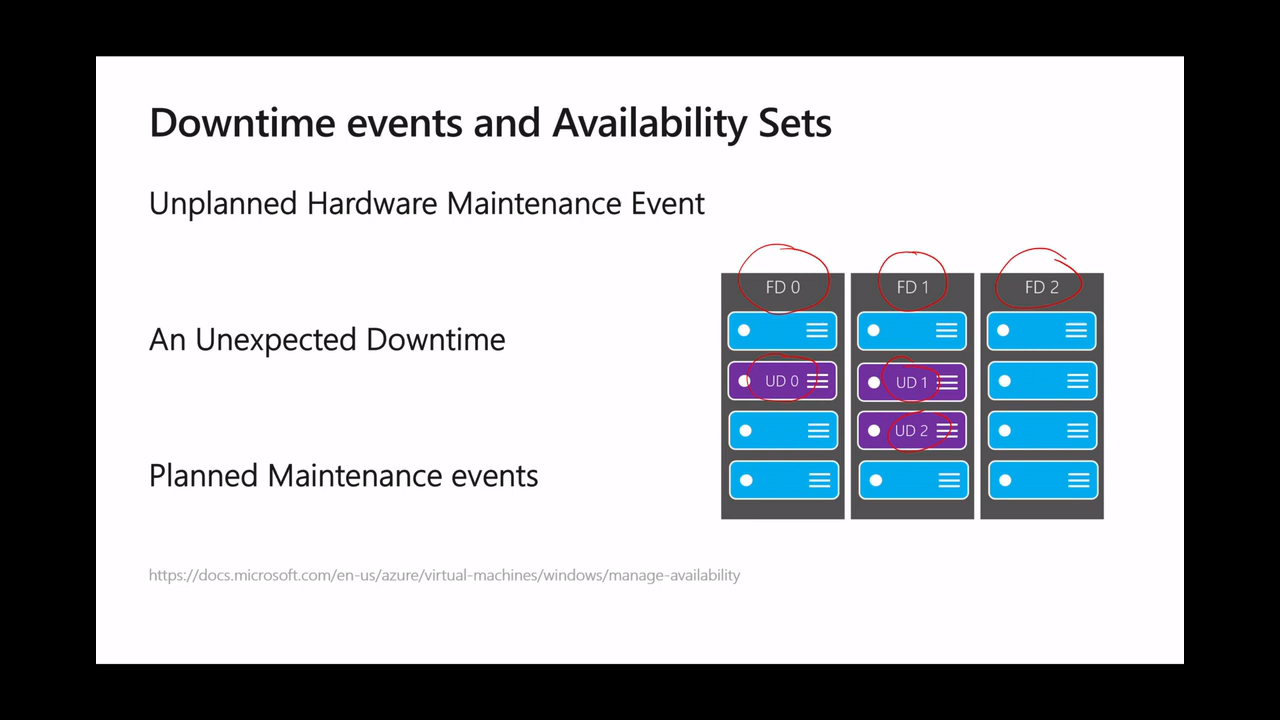 Downtime events and Availability Sets
Unplanned Hardware Maintenance Event
An Unexpected Downtime
Planned Maintenance events
FD 0
FD 1
FD 2
UD 0
UD 1
UD 2
https://docs.microsoft.com/en-us/azure/virtual-machines/windows/manage-availability